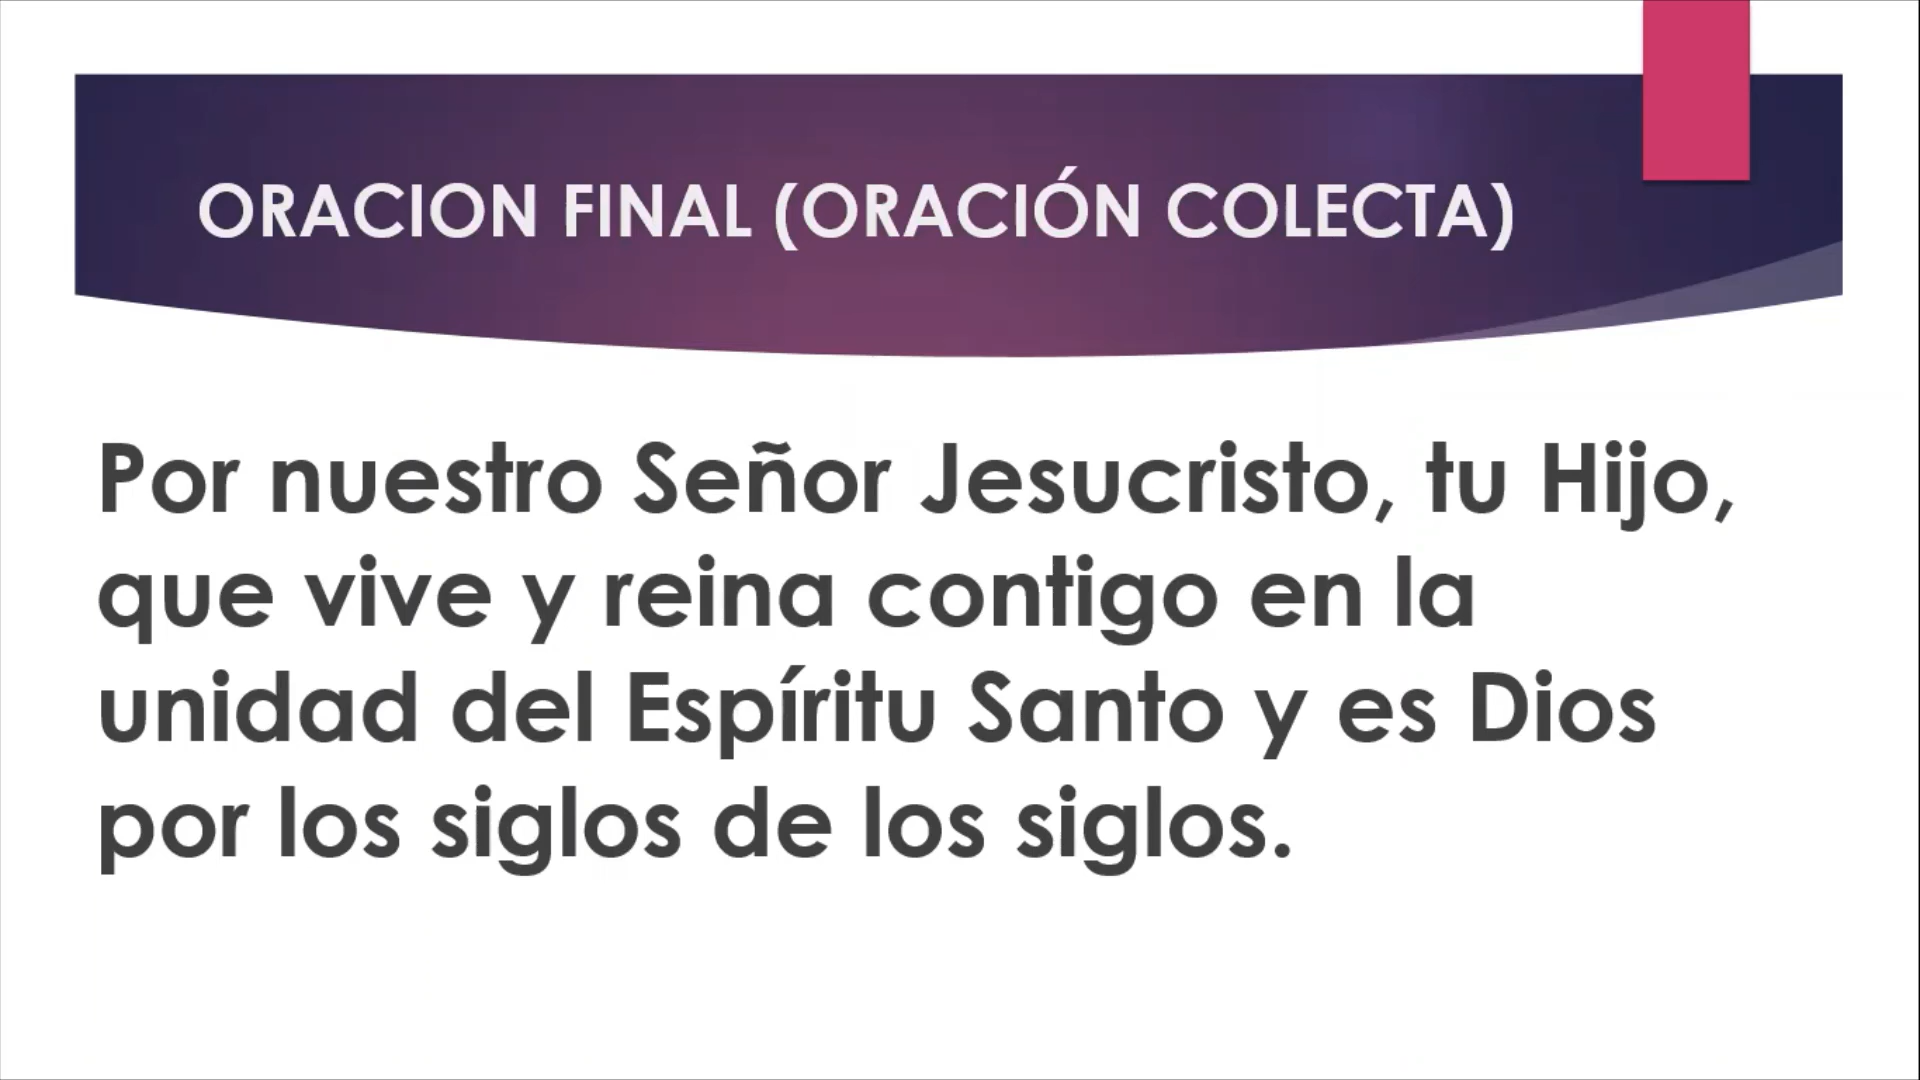 ORACION FINAL (ORACIÓN COLECTA)
Por nuestro Señor Jesucristo, tu Hijo,
que vive y reina contigo en la
unidad del Espíritu Santo y es Dios
por los siglos de los siglos.